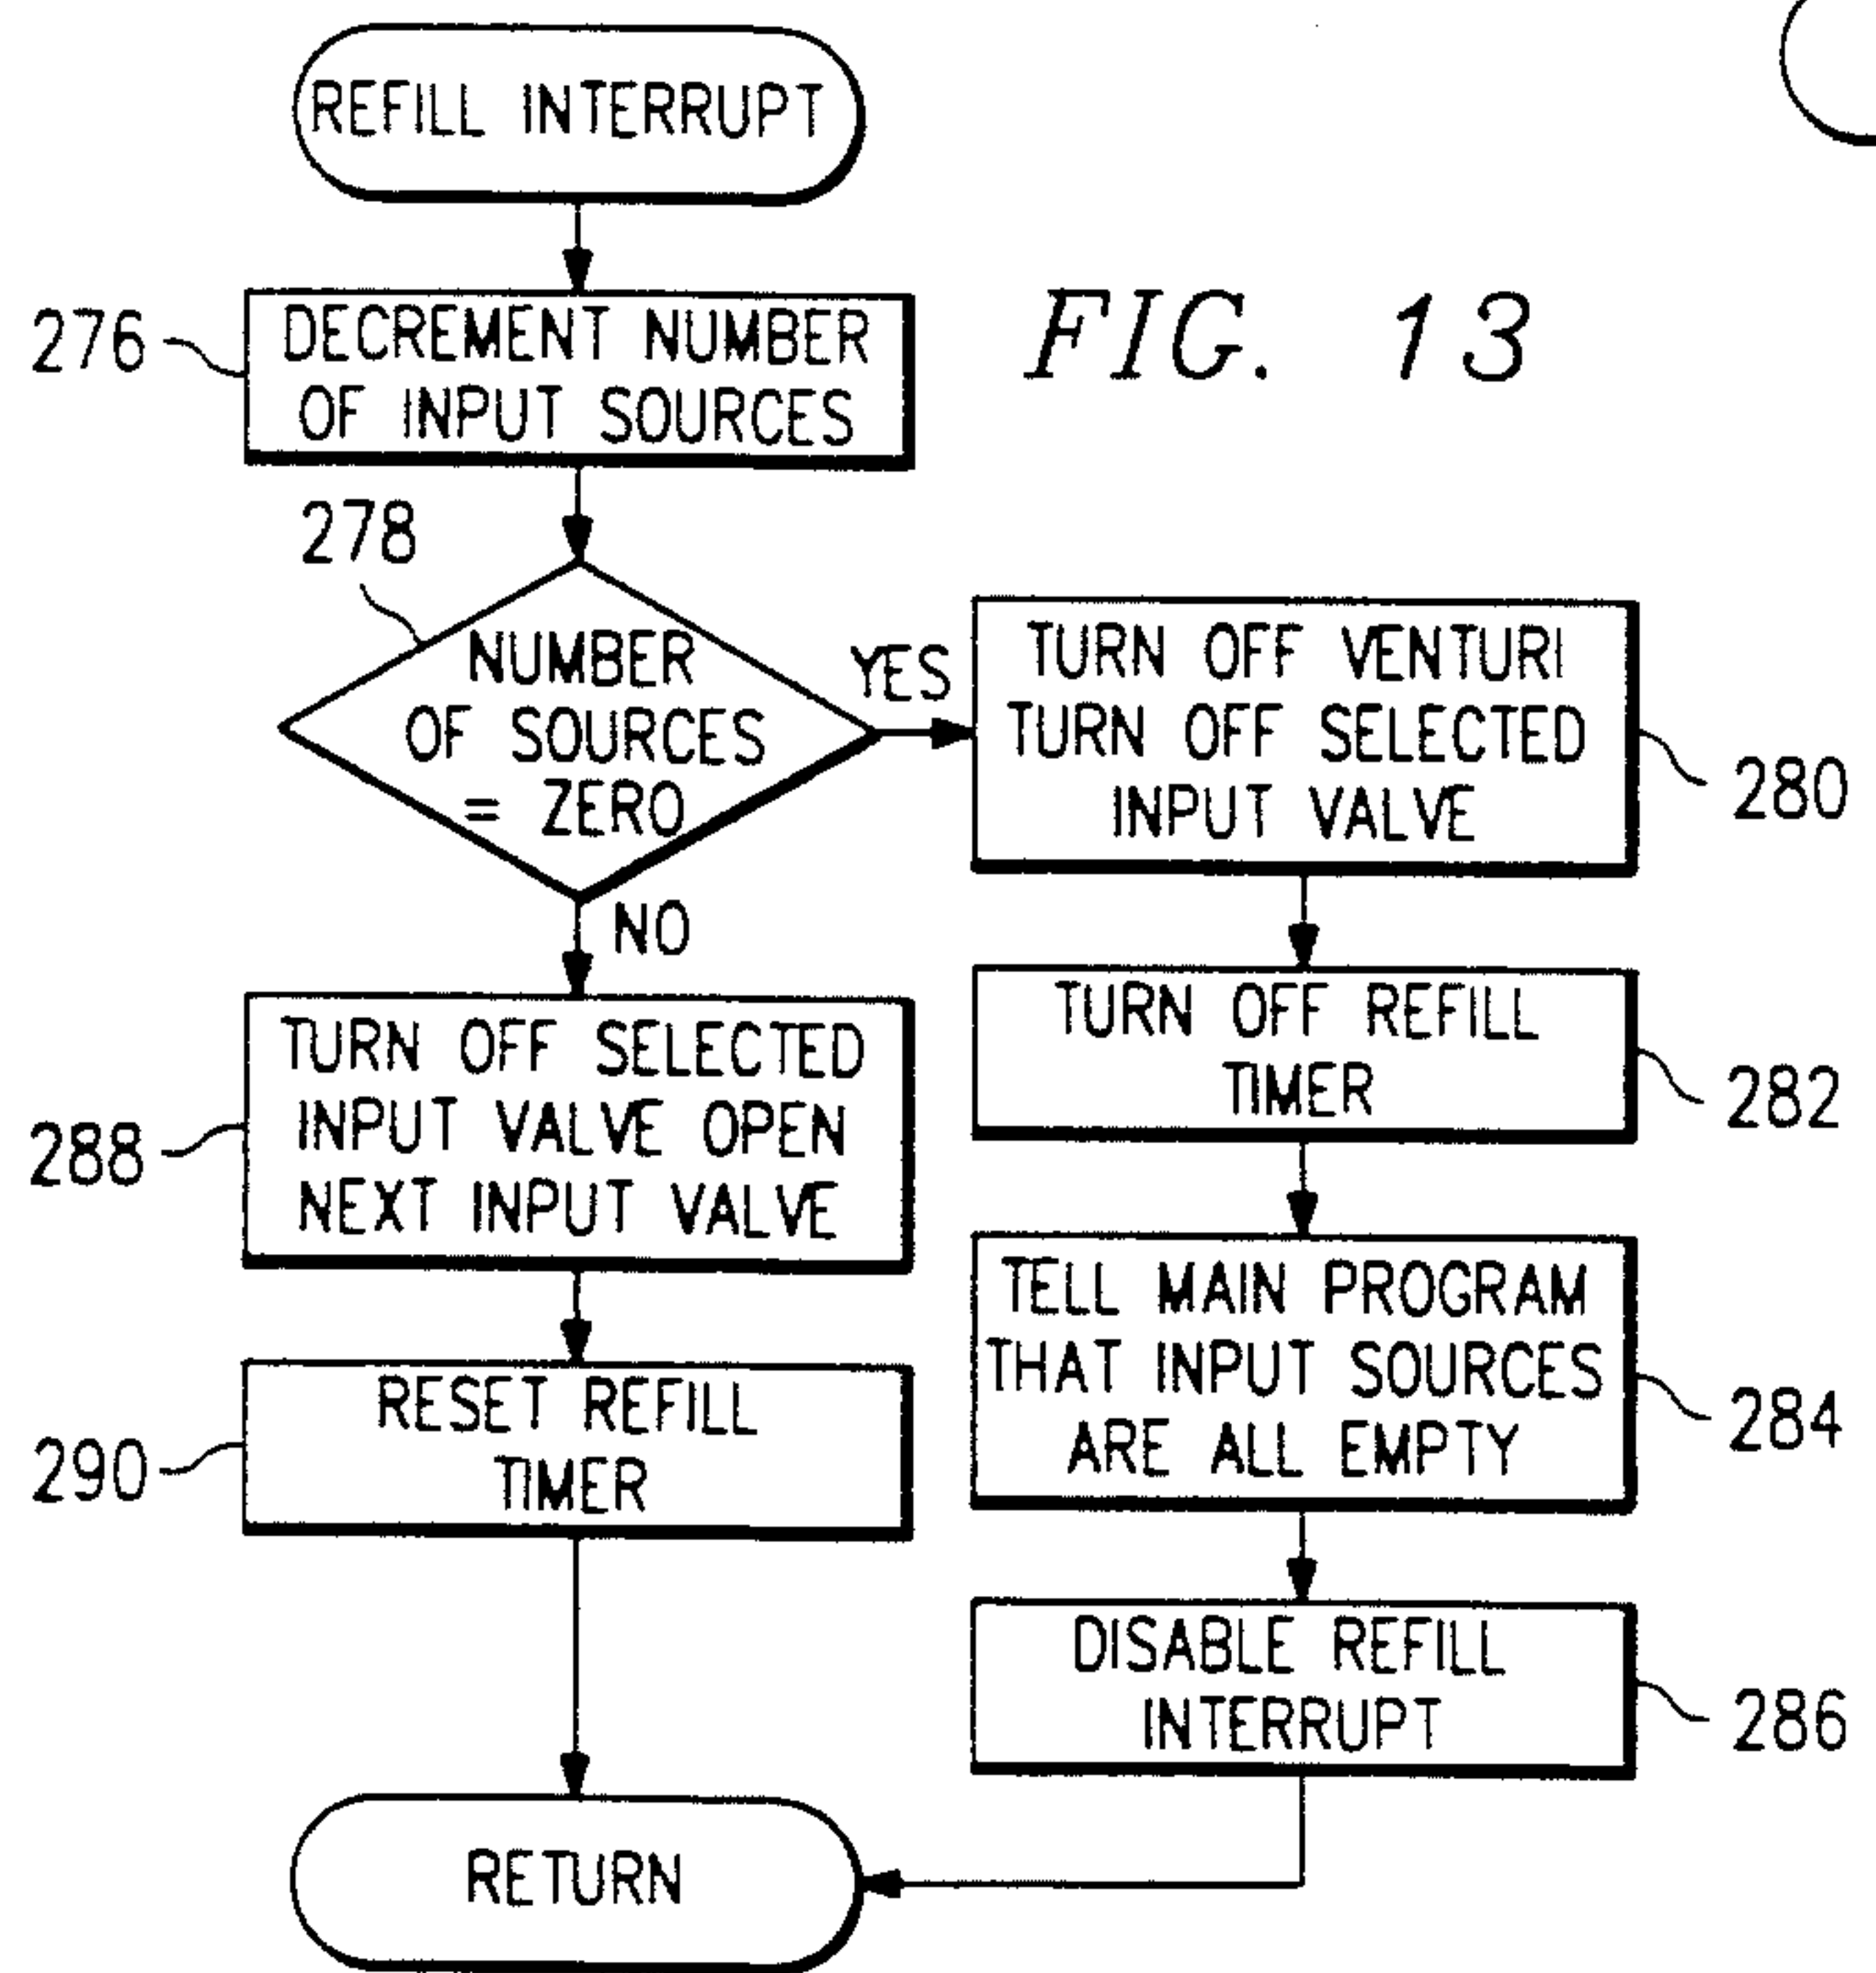 REFILL INTERRUPT
276
DECREMENT NUMBER
OF INPUT SOURCES
FIG. 13
278
NUMBER
OF SOURCES
= ZERO
YES
NO
TURN OFF VENTURI
TURN OFF SELECTED
INPUT VALVE
280
TURN OFF REFILL
TIMER
282
TELL MAIN PROGRAM
THAT INPUT SOURCES
ARE ALL EMPTY
284
DISABLE REFILL
INTERRUPT
286
288
TURN OFF SELECTED
INPUT VALVE OPEN
NEXT INPUT VALVE
290
RESET REFILL
TIMER
RETURN